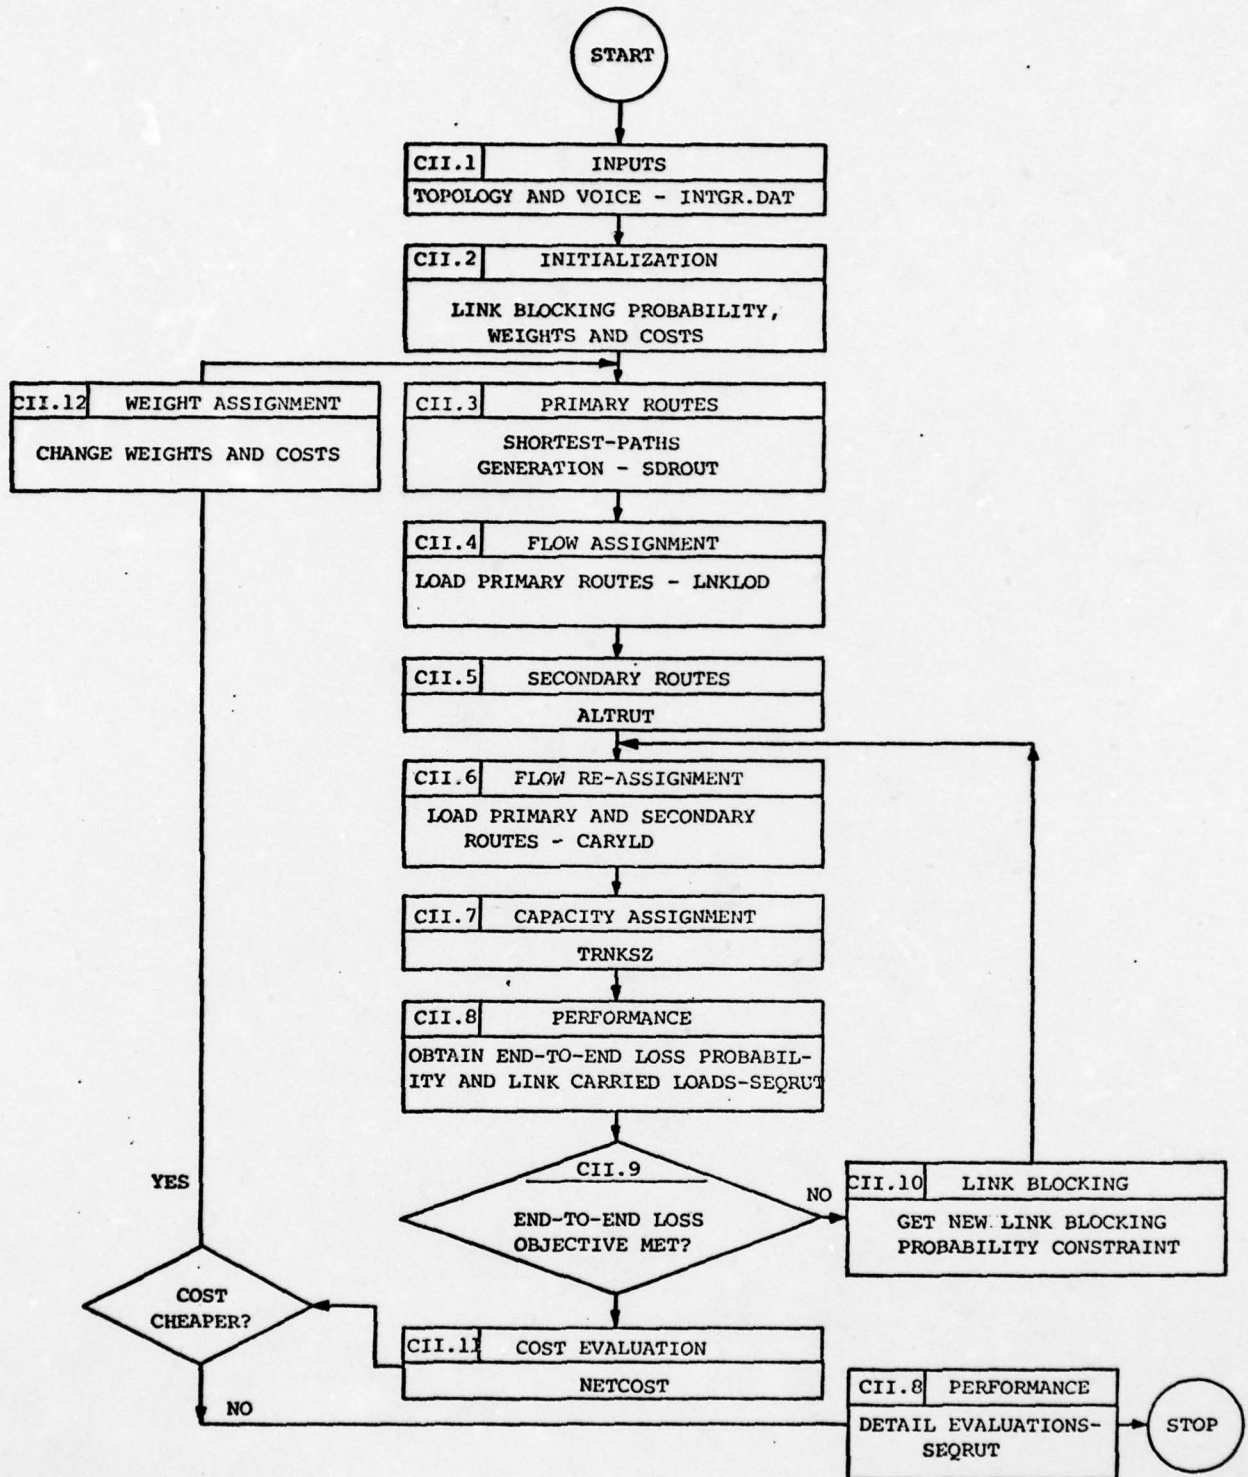 START
CII.1 INPUTS
TOPOLOGY AND VOICE - INTGR.DAT
CII.2 INITIALIZATION
LINK BLOCKING PROBABILITY,
WEIGHTS AND COSTS
CII.12 WEIGHT ASSIGNMENT
CHANGE WEIGHTS AND COSTS
CII.3 PRIMARY ROUTES
SHORTEST-PATHS
GENERATION - SDROUT
CII.4 FLOW ASSIGNMENT
LOAD PRIMARY ROUTES - LNKLOD
CII.5 SECONDARY ROUTES
ALTRUT
CII.6 FLOW RE-ASSIGNMENT
LOAD PRIMARY AND SECONDARY
ROUTES - CARYLD
CII.7 CAPACITY ASSIGNMENT
TRNKSZ
CII.8 PERFORMANCE
OBTAIN END-TO-END LOSS PROBABIL-
ITY AND LINK CARRIED LOADS-SEQRUT
CII.9
END-TO-END LOSS
OBJECTIVE MET?
NO
CII.10 LINK BLOCKING
GET NEW LINK BLOCKING
PROBABILITY CONSTRAINT
YES
COST
CHEAPER?
CII.11 COST EVALUATION
NETCOST
NO
CII.8 PERFORMANCE
DETAIL EVALUATIONS-
SEQRUT
STOP